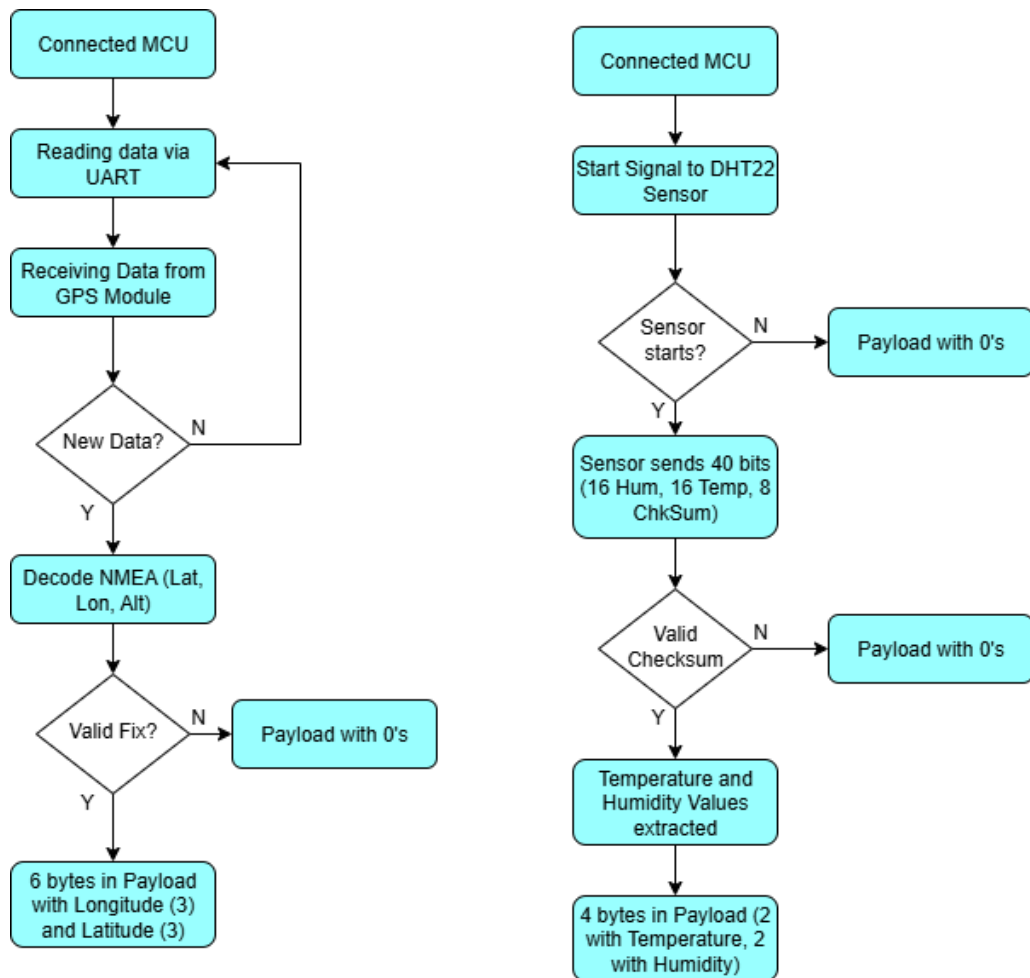 Connected MCU
Reading data via
UART
Receiving Data from
GPS Module
New Data?
N
Y
Decode NMEA (Lat,
Lon, Alt)
Valid Fix?
N
Payload with 0's
Y
6 bytes in Payload
with Longitude (3)
and Latitude (3)
Connected MCU
Start Signal to DHT22
Sensor
Sensor
starts?
N
Payload with 0's
Y
Sensor sends 40 bits
(16 Hum, 16 Temp, 8
ChkSum)
Valid
Checksum
N
Payload with 0's
Y
Temperature and
Humidity Values
extracted
4 bytes in Payload (2
with Temperature, 2
with Humidity)